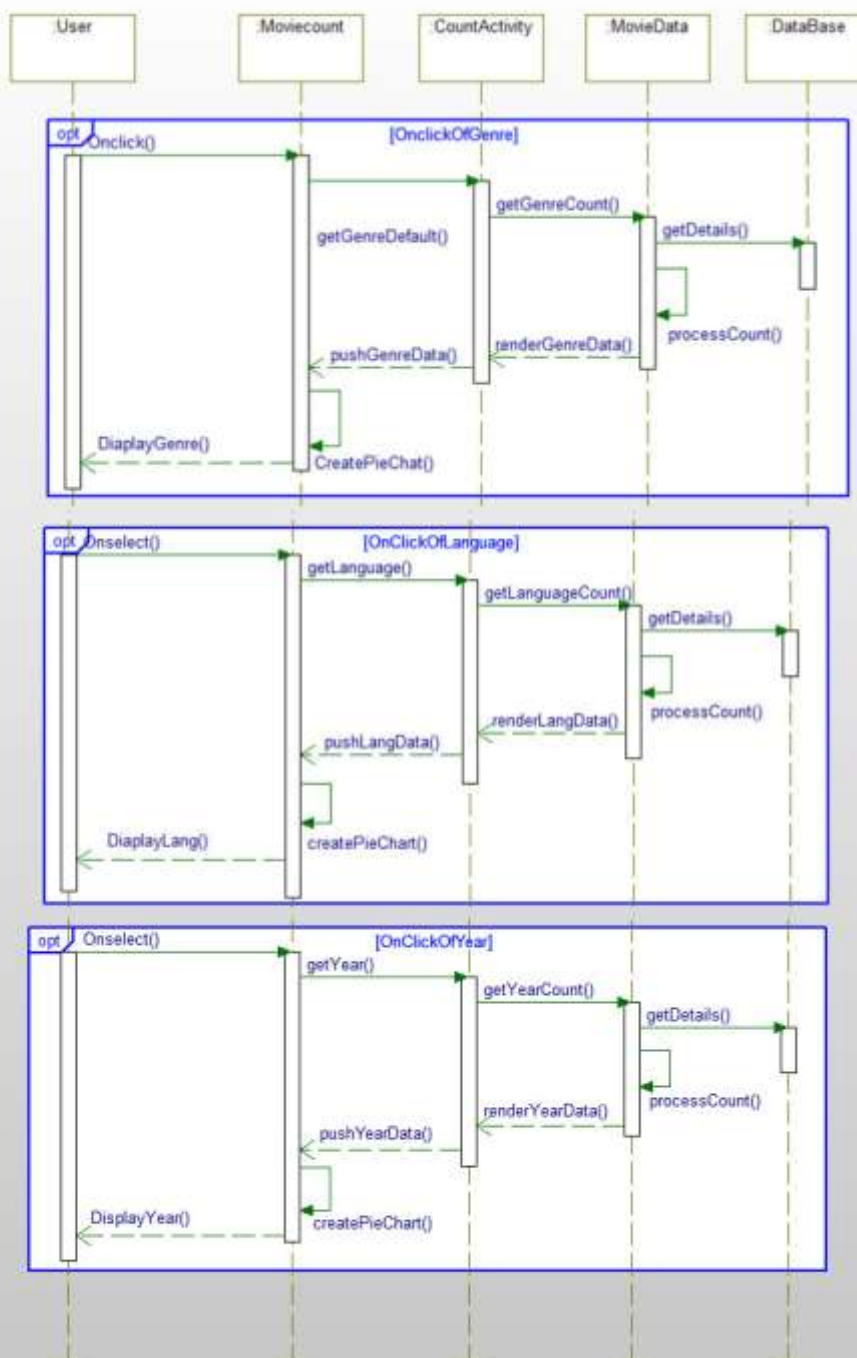 :User
:Moviecount
:CountActivity
:MovieData
:DataBase
opt
[OnclickOfGenre]
Onclick()
getGenreCount()
getGenreDefault()
getDetails()
processCount()
renderGenreData()
pushGenreData()
DiaplayGenre()
CreatePieChat()
opt
Onselect()
[OnClickOfLanguage]
getLanguage()
getLanguageCount()
getDetails()
processCount()
renderLangData()
pushLangData()
DiaplayLang()
createPieChart()
opt
Onselect()
[OnClickOfYear]
getYear()
getYearCount()
getDetails()
processCount()
renderYearData()
pushYearData()
DisplayYear()
createPieChart()